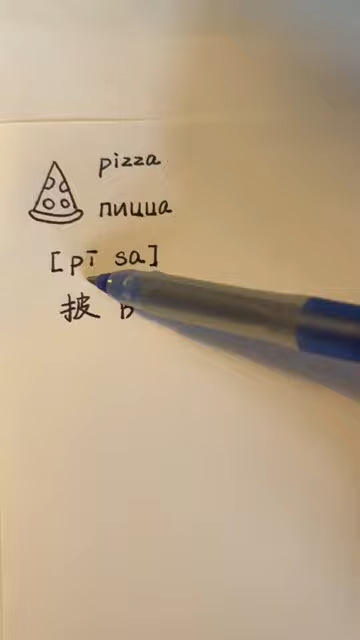 pizza
пицца
[pī sa]
披